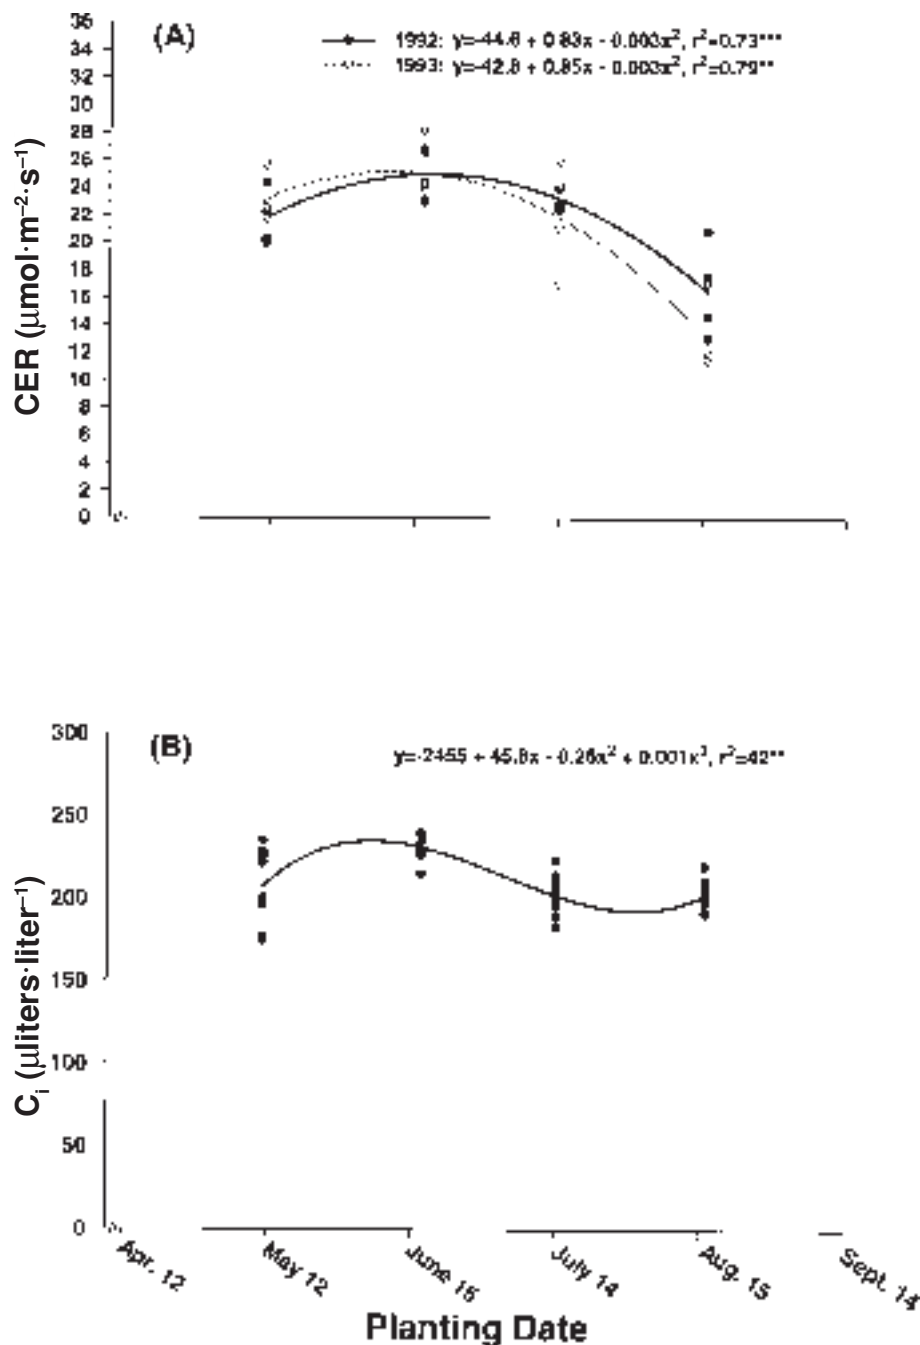 (A)
1992: y=-44.6 + 0.83x - 0.003x², r²=0.73***
1993: y=-42.8 + 0.85x - 0.003x², r²=0.79**
36
34
32
30
28
26
24
22
20
18
16
14
12
10
8
6
4
2
0
CER (μmol·m⁻²·s⁻¹)
(B)
y=-2455 + 45.8x - 0.26x² + 0.001x³, r²=42**
300
250
200
150
100
50
0
Cᵢ (μliters·liter⁻¹)
Apr. 12
May 12
June 16
July 14
Aug. 15
Sept. 14
Planting Date